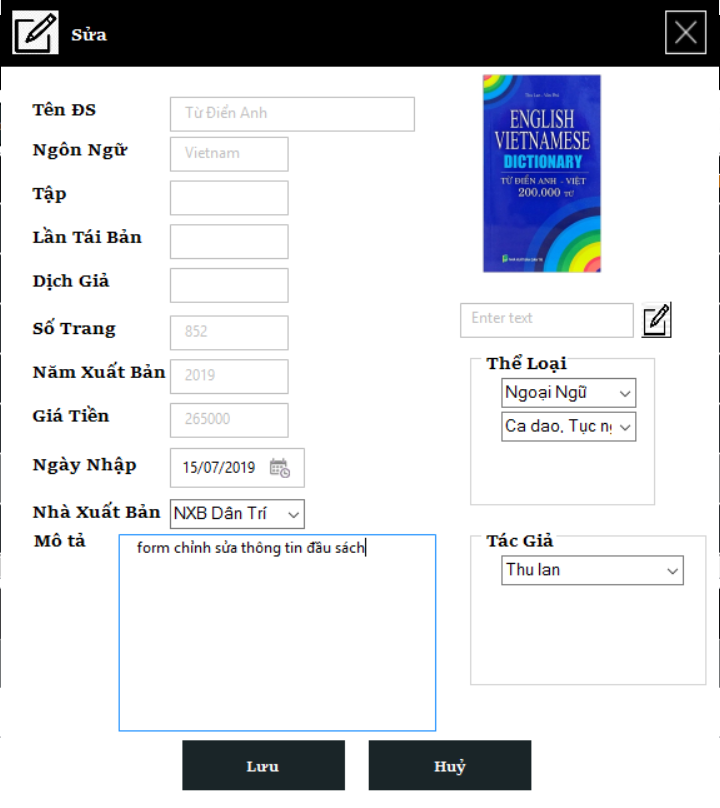 Sửa
Tên ĐS
Từ Điển Anh
Ngôn Ngữ
Vietnam
Tập
Lần Tái Bản
Dịch Giả
Số Trang
852
Năm Xuất Bản
2019
Giá Tiền
265000
Ngày Nhập
15/07/2019
Nhà Xuất Bản
NXB Dân Trí
Mô tả
form chỉnh sửa thông tin đầu sách
ENGLISH
VIETNAMESE
DICTIONARY
TỪ ĐIỂN ANH - VIỆT
200.000 TỪ
Enter text
Thể Loại
Ngoại Ngữ
Ca dao, Tục ng
Tác Giả
Thu lan
Lưu
Huỷ